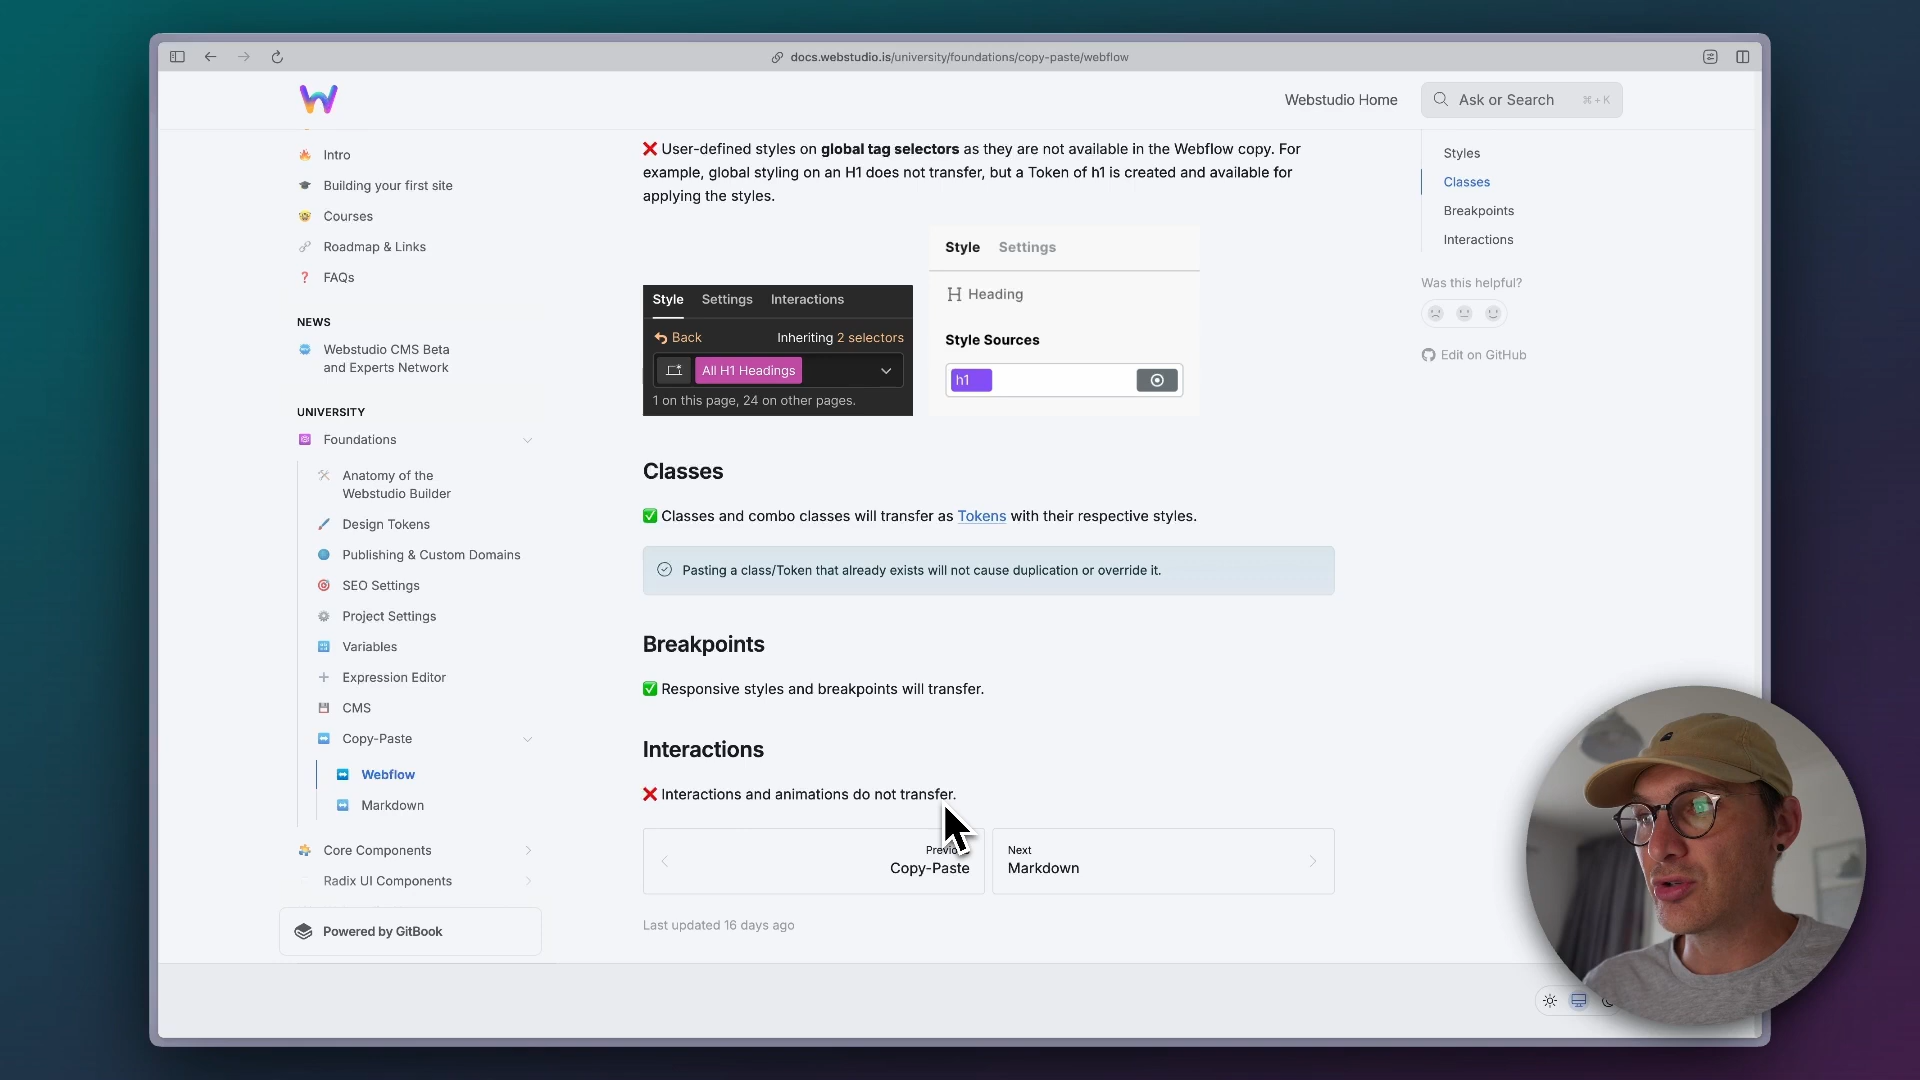 docs.webstudio.is/university/foundations/copy-paste/webflow
Webstudio Home
Ask or Search
⌘ + K
Intro
Building your first site
Courses
Roadmap & Links
FAQs
NEWS
Webstudio CMS Beta
and Experts Network
UNIVERSITY
Foundations
Anatomy of the
Webstudio Builder
Design Tokens
Publishing & Custom Domains
SEO Settings
Project Settings
Variables
Expression Editor
CMS
Copy-Paste
Webflow
Markdown
Core Components
Radix UI Components
Powered by GitBook
❌ User-defined styles on global tag selectors as they are not available in the Webflow copy. For
example, global styling on an H1 does not transfer, but a Token of h1 is created and available for
applying the styles.
Style Settings Interactions
Back Inheriting 2 selectors
All H1 Headings
1 on this page, 24 on other pages.
Style Settings
Heading
Style Sources
h1
Classes
✅ Classes and combo classes will transfer as Tokens with their respective styles.
Pasting a class/Token that already exists will not cause duplication or override it.
Breakpoints
✅ Responsive styles and breakpoints will transfer.
Interactions
❌ Interactions and animations do not transfer.
Copy-Paste
Next
Markdown
Last updated 16 days ago
Styles
Classes
Breakpoints
Interactions
Was this helpful?
Edit on GitHub